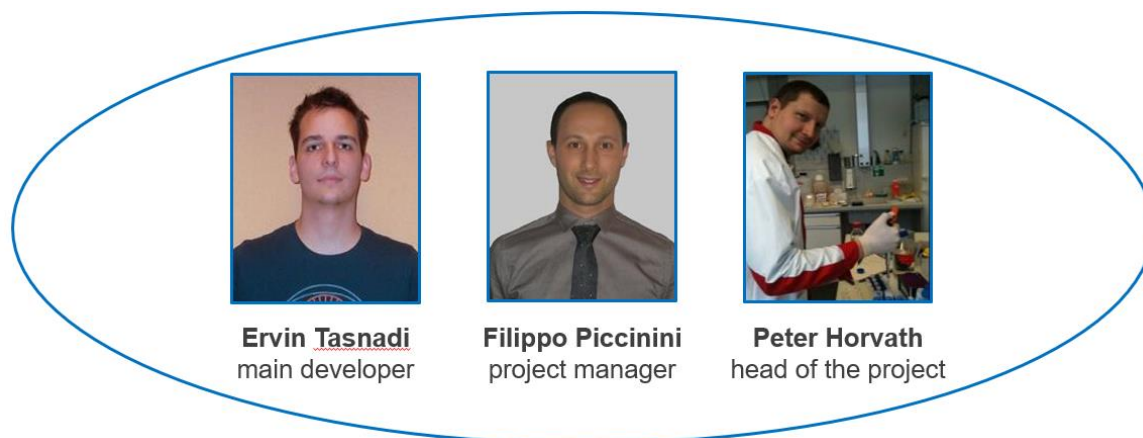 Ervin Tasnadi
main developer
Filippo Piccinini
project manager
Peter Horvath
head of the project